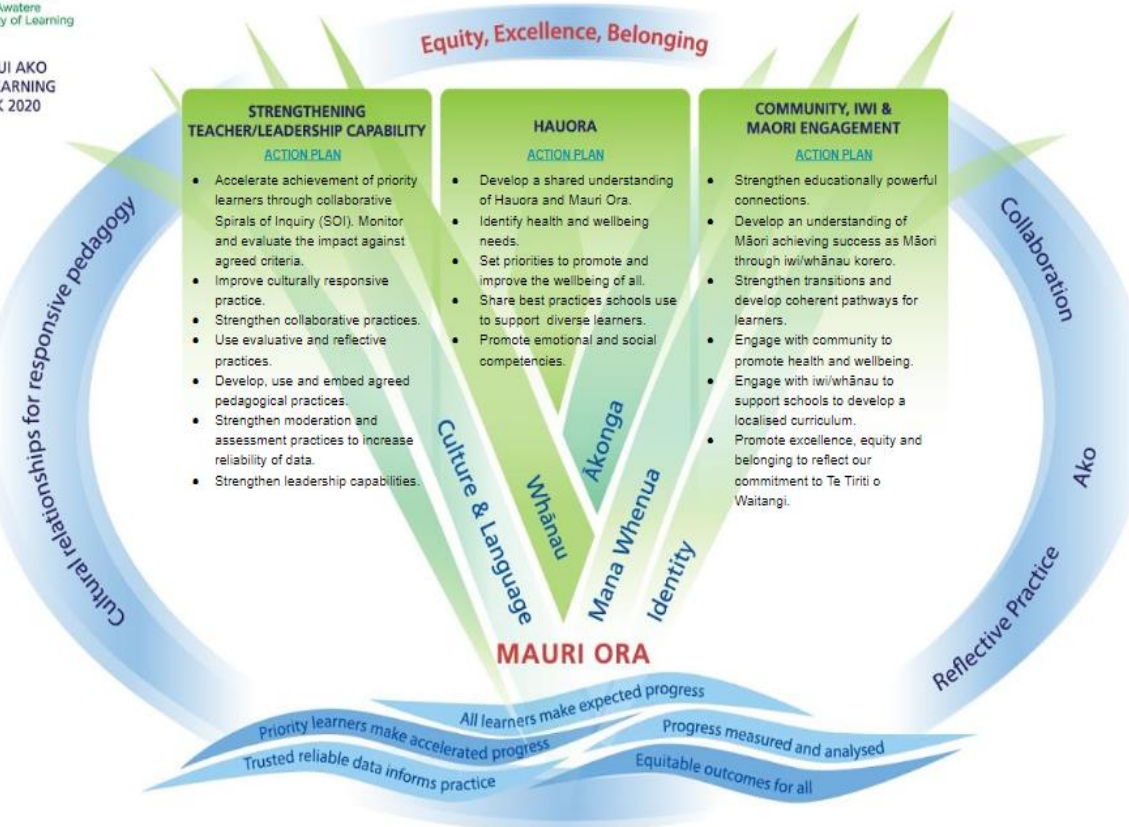 Awatere
y of Learning
UI AKO
EARNING
K 2020
Equity, Excellence, Belonging
STRENGTHENING
TEACHER/LEADERSHIP CAPABILITY
ACTION PLAN
• Accelerate achievement of priority
learners through collaborative
Spirals of Inquiry (SOI). Monitor
and evaluate the impact against
agreed criteria.
• Improve culturally responsive
practice.
• Strengthen collaborative practices.
• Use evaluative and reflective
practices.
• Develop, use and embed agreed
pedagogical practices.
• Strengthen moderation and
assessment practices to increase
reliability of data.
• Strengthen leadership capabilities.
HAUORA
ACTION PLAN
• Develop a shared understanding
of Hauora and Mauri Ora.
• Identify health and wellbeing
needs.
• Set priorities to promote and
improve the wellbeing of all.
• Share best practices schools use
to support diverse learners.
• Promote emotional and social
competencies.
COMMUNITY, IWI &
MAORI ENGAGEMENT
ACTION PLAN
• Strengthen educationally powerful
connections.
• Develop an understanding of
Māori achieving success as Māori
through iwi/whānau korero.
• Strengthen transitions and
develop coherent pathways for
learners.
• Engage with community to
promote health and wellbeing.
• Engage with iwi/whānau to
support schools to develop a
localised curriculum.
• Promote excellence, equity and
belonging to reflect our
commitment to Te Tiriti o
Waitangi.
Cultural relationships for responsive pedagogy
Collaboration
Ako
Reflective Practice
Culture & Language
Whānau
Ākonga
Mana Whenua
Identity
MAURI ORA
All learners make expected progress
Priority learners make accelerated progress
Progress measured and analysed
Trusted reliable data informs practice
Equitable outcomes for all